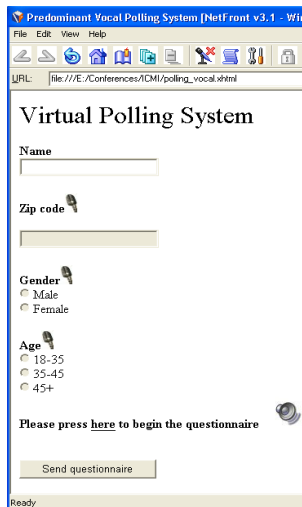 Predominant Vocal Polling System [NetFront v3.1 - Win
File Edit View Help
URL: file:///E:/Conferences/ICMI/polling_vocal.xhtml
Virtual Polling System
Name
Zip code
Gender
Male
Female
Age
18-35
35-45
45+
Please press here to begin the questionnaire
Send questionnaire
Ready